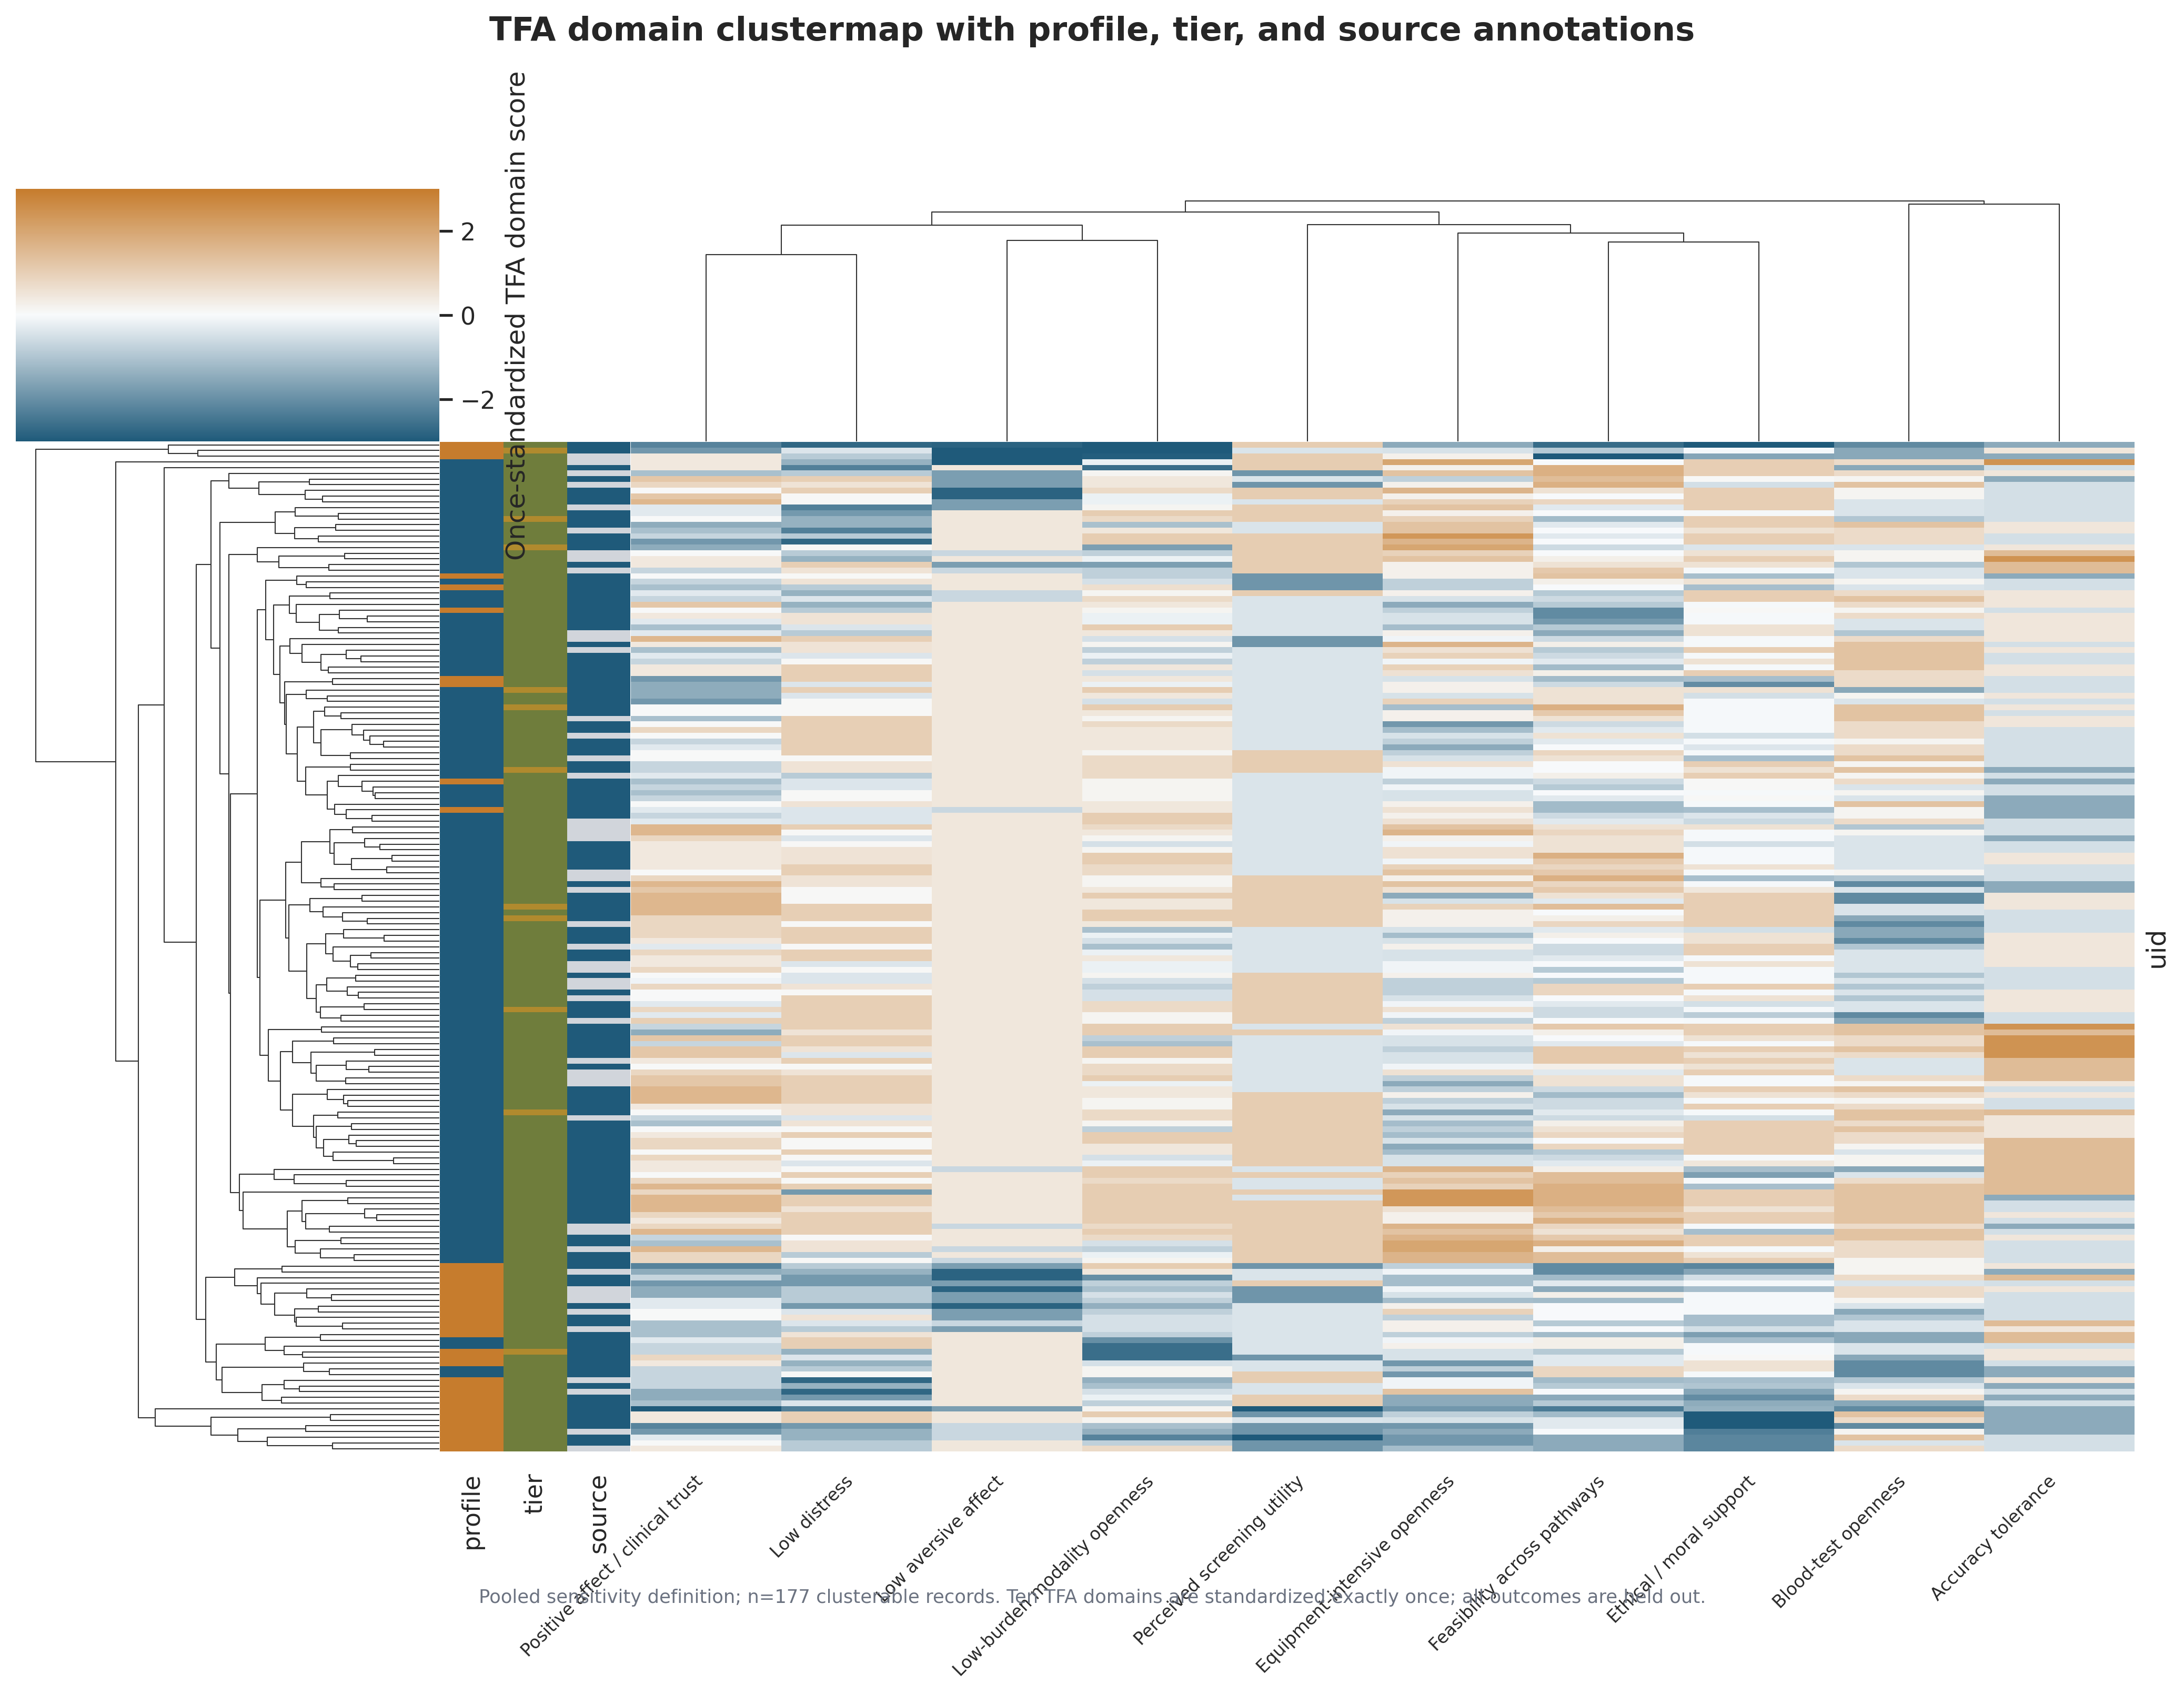 TFA domain clustermap with profile, tier, and source annotations
2
0
−2
Once-standardized TFA domain score
uid
profile
tier
source
Positive affect / clinical trust
Low distress
Low aversive affect
Low-burden modality openness
Perceived screening utility
Equipment-intensive openness
Feasibility across pathways
Ethical / moral support
Blood-test openness
Accuracy tolerance
Pooled sensitivity definition; n=177 clusterable records. Ten TFA domains are standardized exactly once; all outcomes are held out.